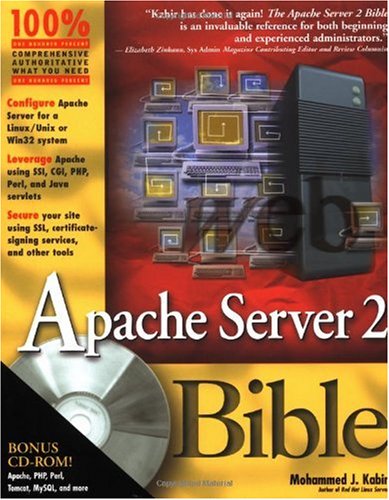 100%
ONE HUNDRED PERCENT
COMPREHENSIVE
AUTHORITATIVE
WHAT YOU NEED
ONE HUNDRED PERCENT
"Kabir has done it again! The Apache Server 2 Bible
is an invaluable reference for both beginning
and experienced administrators."
— Elizabeth Zinkann, Sys Admin Magazine Contributing Editor and Review Columnist
Configure Apache
Server for a
Linux/Unix or
Win32 system
Leverage Apache
using SSI, CGI, PHP,
Perl, and Java
servlets
Secure your site
using SSL, certificate-
signing services,
and other tools
web
Apache Server 2
Bible
BONUS
CD-ROM!
Apache, PHP, Perl,
Tomcat, MySQL, and more
Mohammed J. Kabir
Author of Red Hat Linux Server